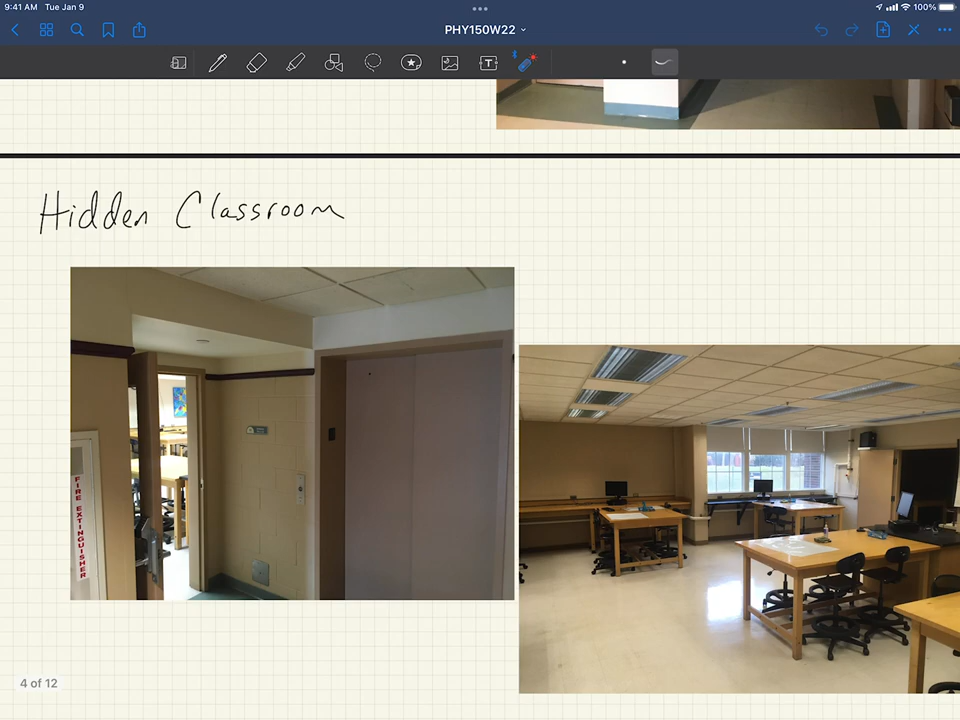 9:41 AM Tue Jan 9
100%
PHY150W22
T
Hidden Classroom
FIRE EXTINGUISHER
4 of 12